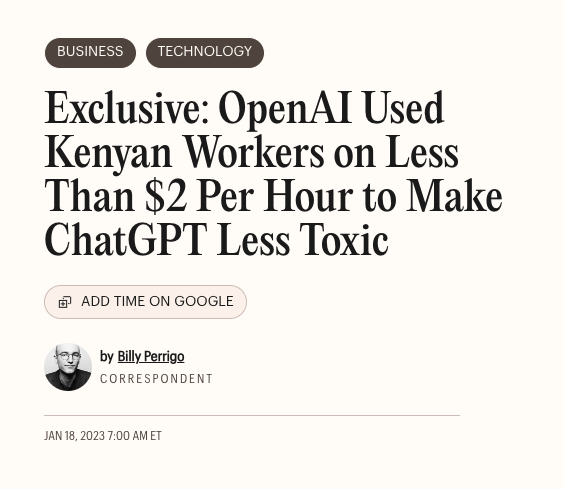 BUSINESS TECHNOLOGY
Exclusive: OpenAI Used
Kenyan Workers on Less
Than $2 Per Hour to Make
ChatGPT Less Toxic
ADD TIME ON GOOGLE
by Billy Perrigo
CORRESPONDENT
JAN 18, 2023 7:00 AM ET